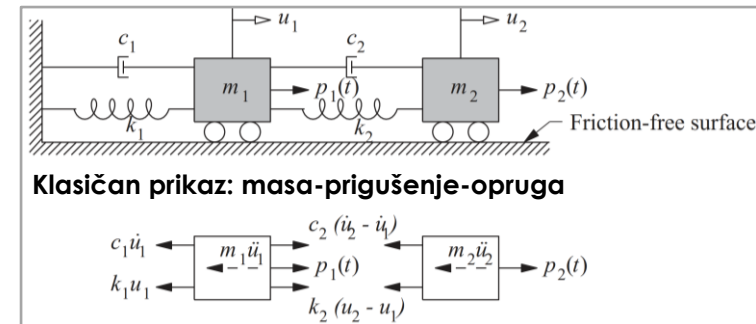 u₁ u₂
c₁ c₂
m₁ p₁(t) m₂ p₂(t)
k₁ k₂
Friction-free surface
Klasičan prikaz: masa-prigušenje-opruga
c₂ (u̇₂ - u̇₁)
c₁u̇₁ m₁ü₁ p₁(t) m₂ü₂ p₂(t)
k₁u₁
k₂ (u₂ - u₁)